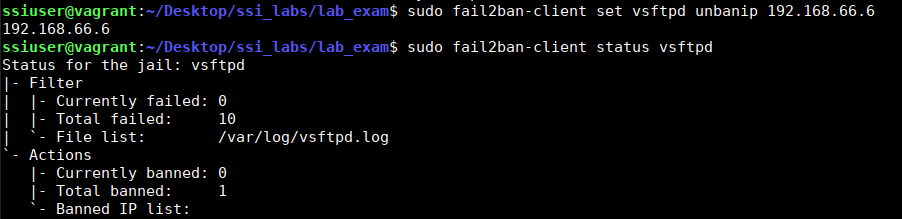 ssiuser@vagrant:~/Desktop/ssi_labs/lab_exam$ sudo fail2ban-client set vsftpd unbanip 192.168.66.6
192.168.66.6
ssiuser@vagrant:~/Desktop/ssi_labs/lab_exam$ sudo fail2ban-client status vsftpd
Status for the jail: vsftpd
|- Filter
|  |- Currently failed: 0
|  |- Total failed:     10
|  `- File list:        /var/log/vsftpd.log
`- Actions
   |- Currently banned: 0
   |- Total banned:     1
   `- Banned IP list: